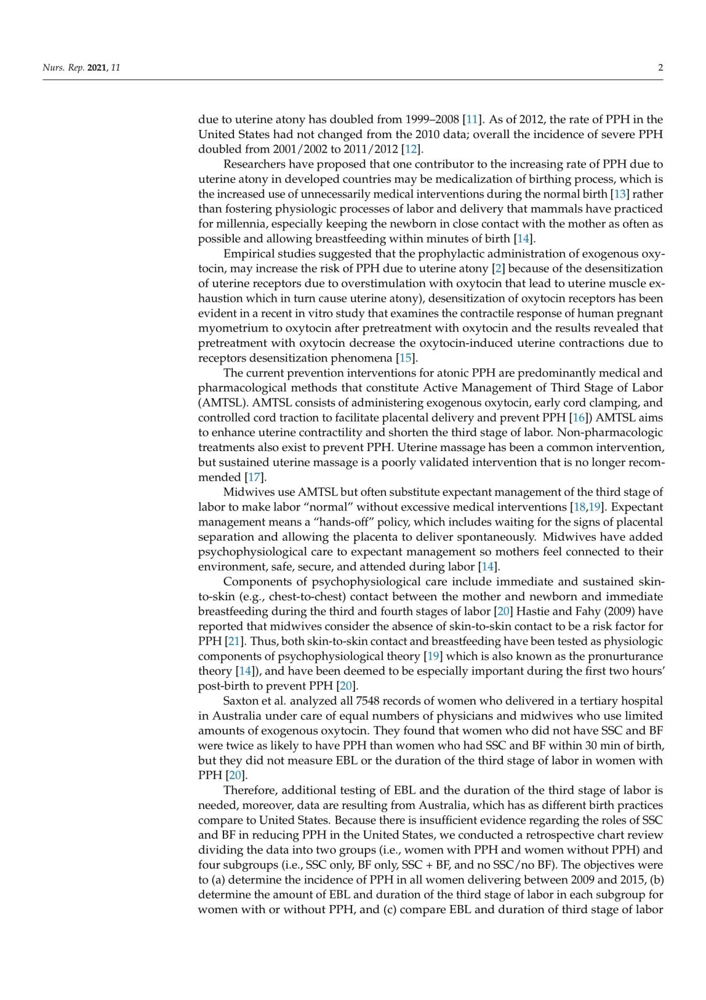 Nurs. Rep. 2021, 11
2
due to uterine atony has doubled from 1999–2008 [11]. As of 2012, the rate of PPH in the
United States had not changed from the 2010 data; overall the incidence of severe PPH
doubled from 2001/2002 to 2011/2012 [12].
Researchers have proposed that one contributor to the increasing rate of PPH due to
uterine atony in developed countries may be medicalization of birthing process, which is
the increased use of unnecessarily medical interventions during the normal birth [13] rather
than fostering physiologic processes of labor and delivery that mammals have practiced
for millennia, especially keeping the newborn in close contact with the mother as often as
possible and allowing breastfeeding within minutes of birth [14].
Empirical studies suggested that the prophylactic administration of exogenous oxy-
tocin, may increase the risk of PPH due to uterine atony [2] because of the desensitization
of uterine receptors due to overstimulation with oxytocin that lead to uterine muscle ex-
haustion which in turn cause uterine atony), desensitization of oxytocin receptors has been
evident in a recent in vitro study that examines the contractile response of human pregnant
myometrium to oxytocin after pretreatment with oxytocin and the results revealed that
pretreatment with oxytocin decrease the oxytocin-induced uterine contractions due to
receptors desensitization phenomena [15].
The current prevention interventions for atonic PPH are predominantly medical and
pharmacological methods that constitute Active Management of Third Stage of Labor
(AMTSL). AMTSL consists of administering exogenous oxytocin, early cord clamping, and
controlled cord traction to facilitate placental delivery and prevent PPH [16]) AMTSL aims
to enhance uterine contractility and shorten the third stage of labor. Non-pharmacologic
treatments also exist to prevent PPH. Uterine massage has been a common intervention,
but sustained uterine massage is a poorly validated intervention that is no longer recom-
mended [17].
Midwives use AMTSL but often substitute expectant management of the third stage of
labor to make labor “normal” without excessive medical interventions [18,19]. Expectant
management means a “hands-off” policy, which includes waiting for the signs of placental
separation and allowing the placenta to deliver spontaneously. Midwives have added
psychophysiological care to expectant management so mothers feel connected to their
environment, safe, secure, and attended during labor [14].
Components of psychophysiological care include immediate and sustained skin-
to-skin (e.g., chest-to-chest) contact between the mother and newborn and immediate
breastfeeding during the third and fourth stages of labor [20] Hastie and Fahy (2009) have
reported that midwives consider the absence of skin-to-skin contact to be a risk factor for
PPH [21]. Thus, both skin-to-skin contact and breastfeeding have been tested as physiologic
components of psychophysiological theory [19] which is also known as the pronurturance
theory [14]), and have been deemed to be especially important during the first two hours’
post-birth to prevent PPH [20].
Saxton et al. analyzed all 7548 records of women who delivered in a tertiary hospital
in Australia under care of equal numbers of physicians and midwives who use limited
amounts of exogenous oxytocin. They found that women who did not have SSC and BF
were twice as likely to have PPH than women who had SSC and BF within 30 min of birth,
but they did not measure EBL or the duration of the third stage of labor in women with
PPH [20].
Therefore, additional testing of EBL and the duration of the third stage of labor is
needed, moreover, data are resulting from Australia, which has as different birth practices
compare to United States. Because there is insufficient evidence regarding the roles of SSC
and BF in reducing PPH in the United States, we conducted a retrospective chart review
dividing the data into two groups (i.e., women with PPH and women without PPH) and
four subgroups (i.e., SSC only, BF only, SSC + BF, and no SSC/no BF). The objectives were
to (a) determine the incidence of PPH in all women delivering between 2009 and 2015, (b)
determine the amount of EBL and duration of the third stage of labor in each subgroup for
women with or without PPH, and (c) compare EBL and duration of third stage of labor